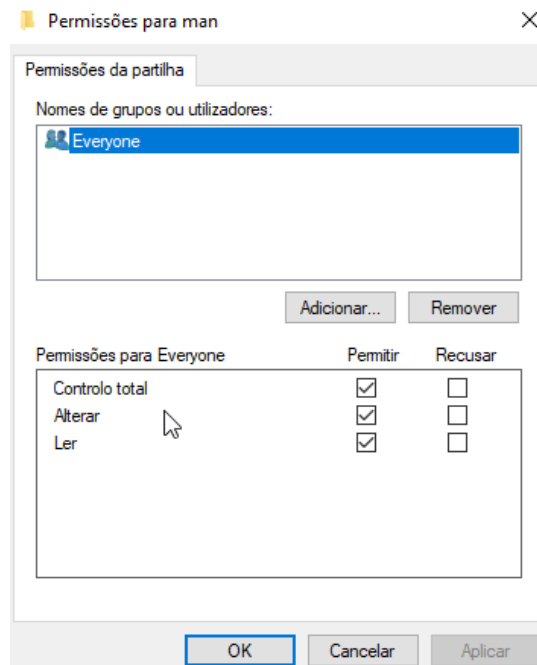 Permissões para man
Permissões da partilha
Nomes de grupos ou utilizadores:
Everyone
Adicionar... Remover
Permissões para Everyone Permitir Recusar
Controlo total
Alterar
Ler
OK Cancelar Aplicar